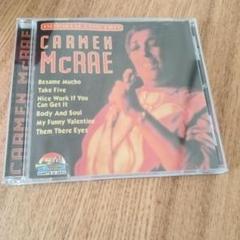 CARMEN
McRAE
Besame Mucho
Take Five
Nice Work If You
Can Get It
Body And Soul
My Funny Valentine
Them There Eyes
CARMEN MCRAE